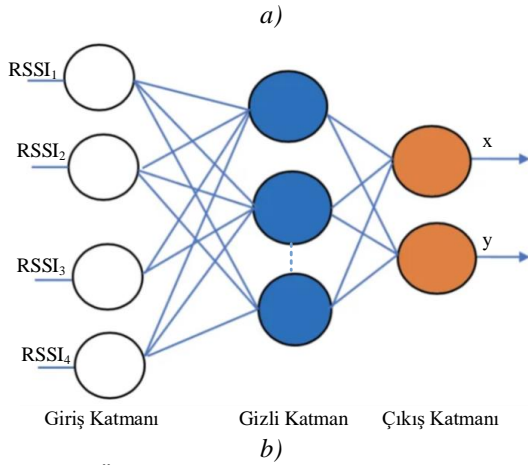 a)
RSSI₁
RSSI₂
x
y
RSSI₃
RSSI₄
Giriş Katmanı Gizli Katman Çıkış Katmanı
b)